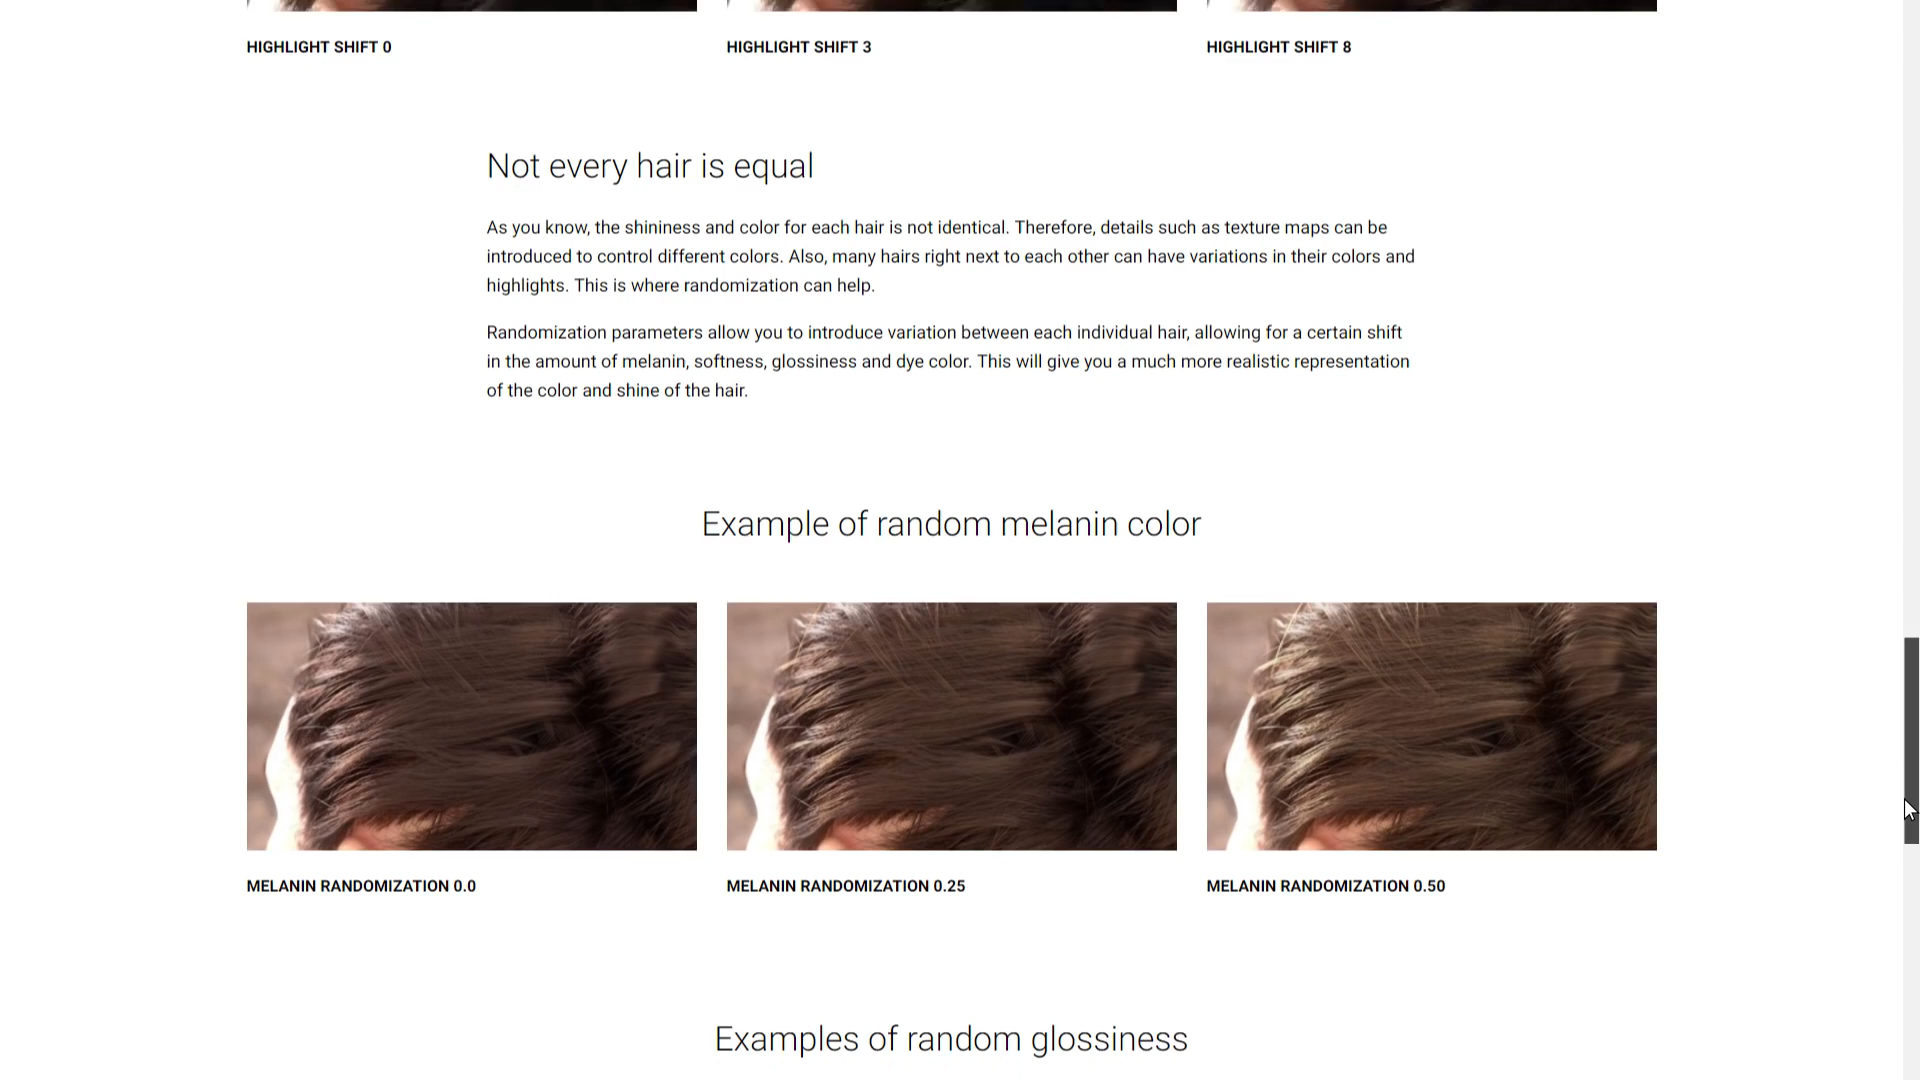 HIGHLIGHT SHIFT 0
HIGHLIGHT SHIFT 3
HIGHLIGHT SHIFT 8
Not every hair is equal
As you know, the shininess and color for each hair is not identical. Therefore, details such as texture maps can be
introduced to control different colors. Also, many hairs right next to each other can have variations in their colors and
highlights. This is where randomization can help.
Randomization parameters allow you to introduce variation between each individual hair, allowing for a certain shift
in the amount of melanin, softness, glossiness and dye color. This will give you a much more realistic representation
of the color and shine of the hair.
Example of random melanin color
MELANIN RANDOMIZATION 0.0
MELANIN RANDOMIZATION 0.25
MELANIN RANDOMIZATION 0.50
Examples of random glossiness